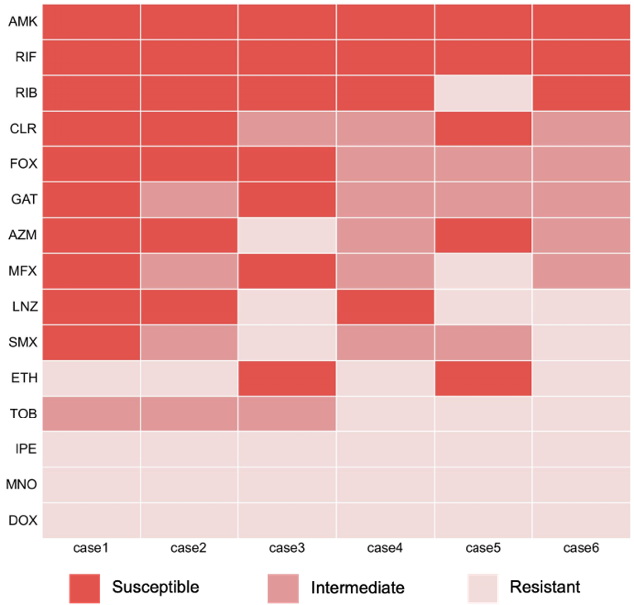 AMK
RIF
RIB
CLR
FOX
GAT
AZM
MFX
LNZ
SMX
ETH
TOB
IPE
MNO
DOX
case1 case2 case3 case4 case5 case6
Susceptible Intermediate Resistant